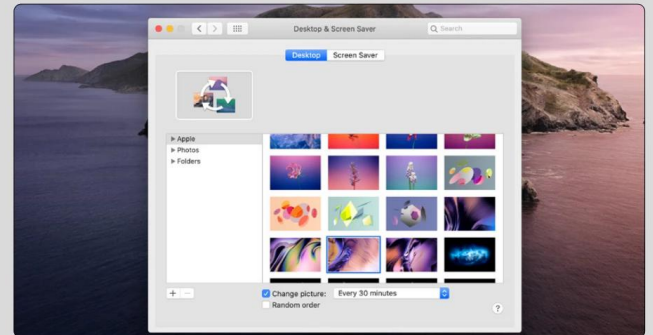 Desktop & Screen Saver
Search
Desktop Screen Saver
Apple
Photos
Folders
+ −
Change picture: Every 30 minutes
Random order
?